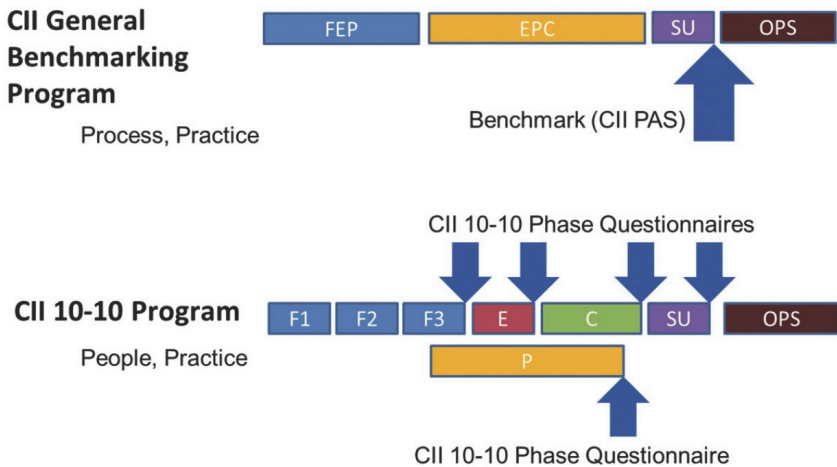 CII General
Benchmarking
Program
FEP
EPC
SU
OPS
Process, Practice
Benchmark (CII PAS)
CII 10-10 Phase Questionnaires
CII 10-10 Program
F1
F2
F3
E
C
SU
OPS
People, Practice
P
CII 10-10 Phase Questionnaire